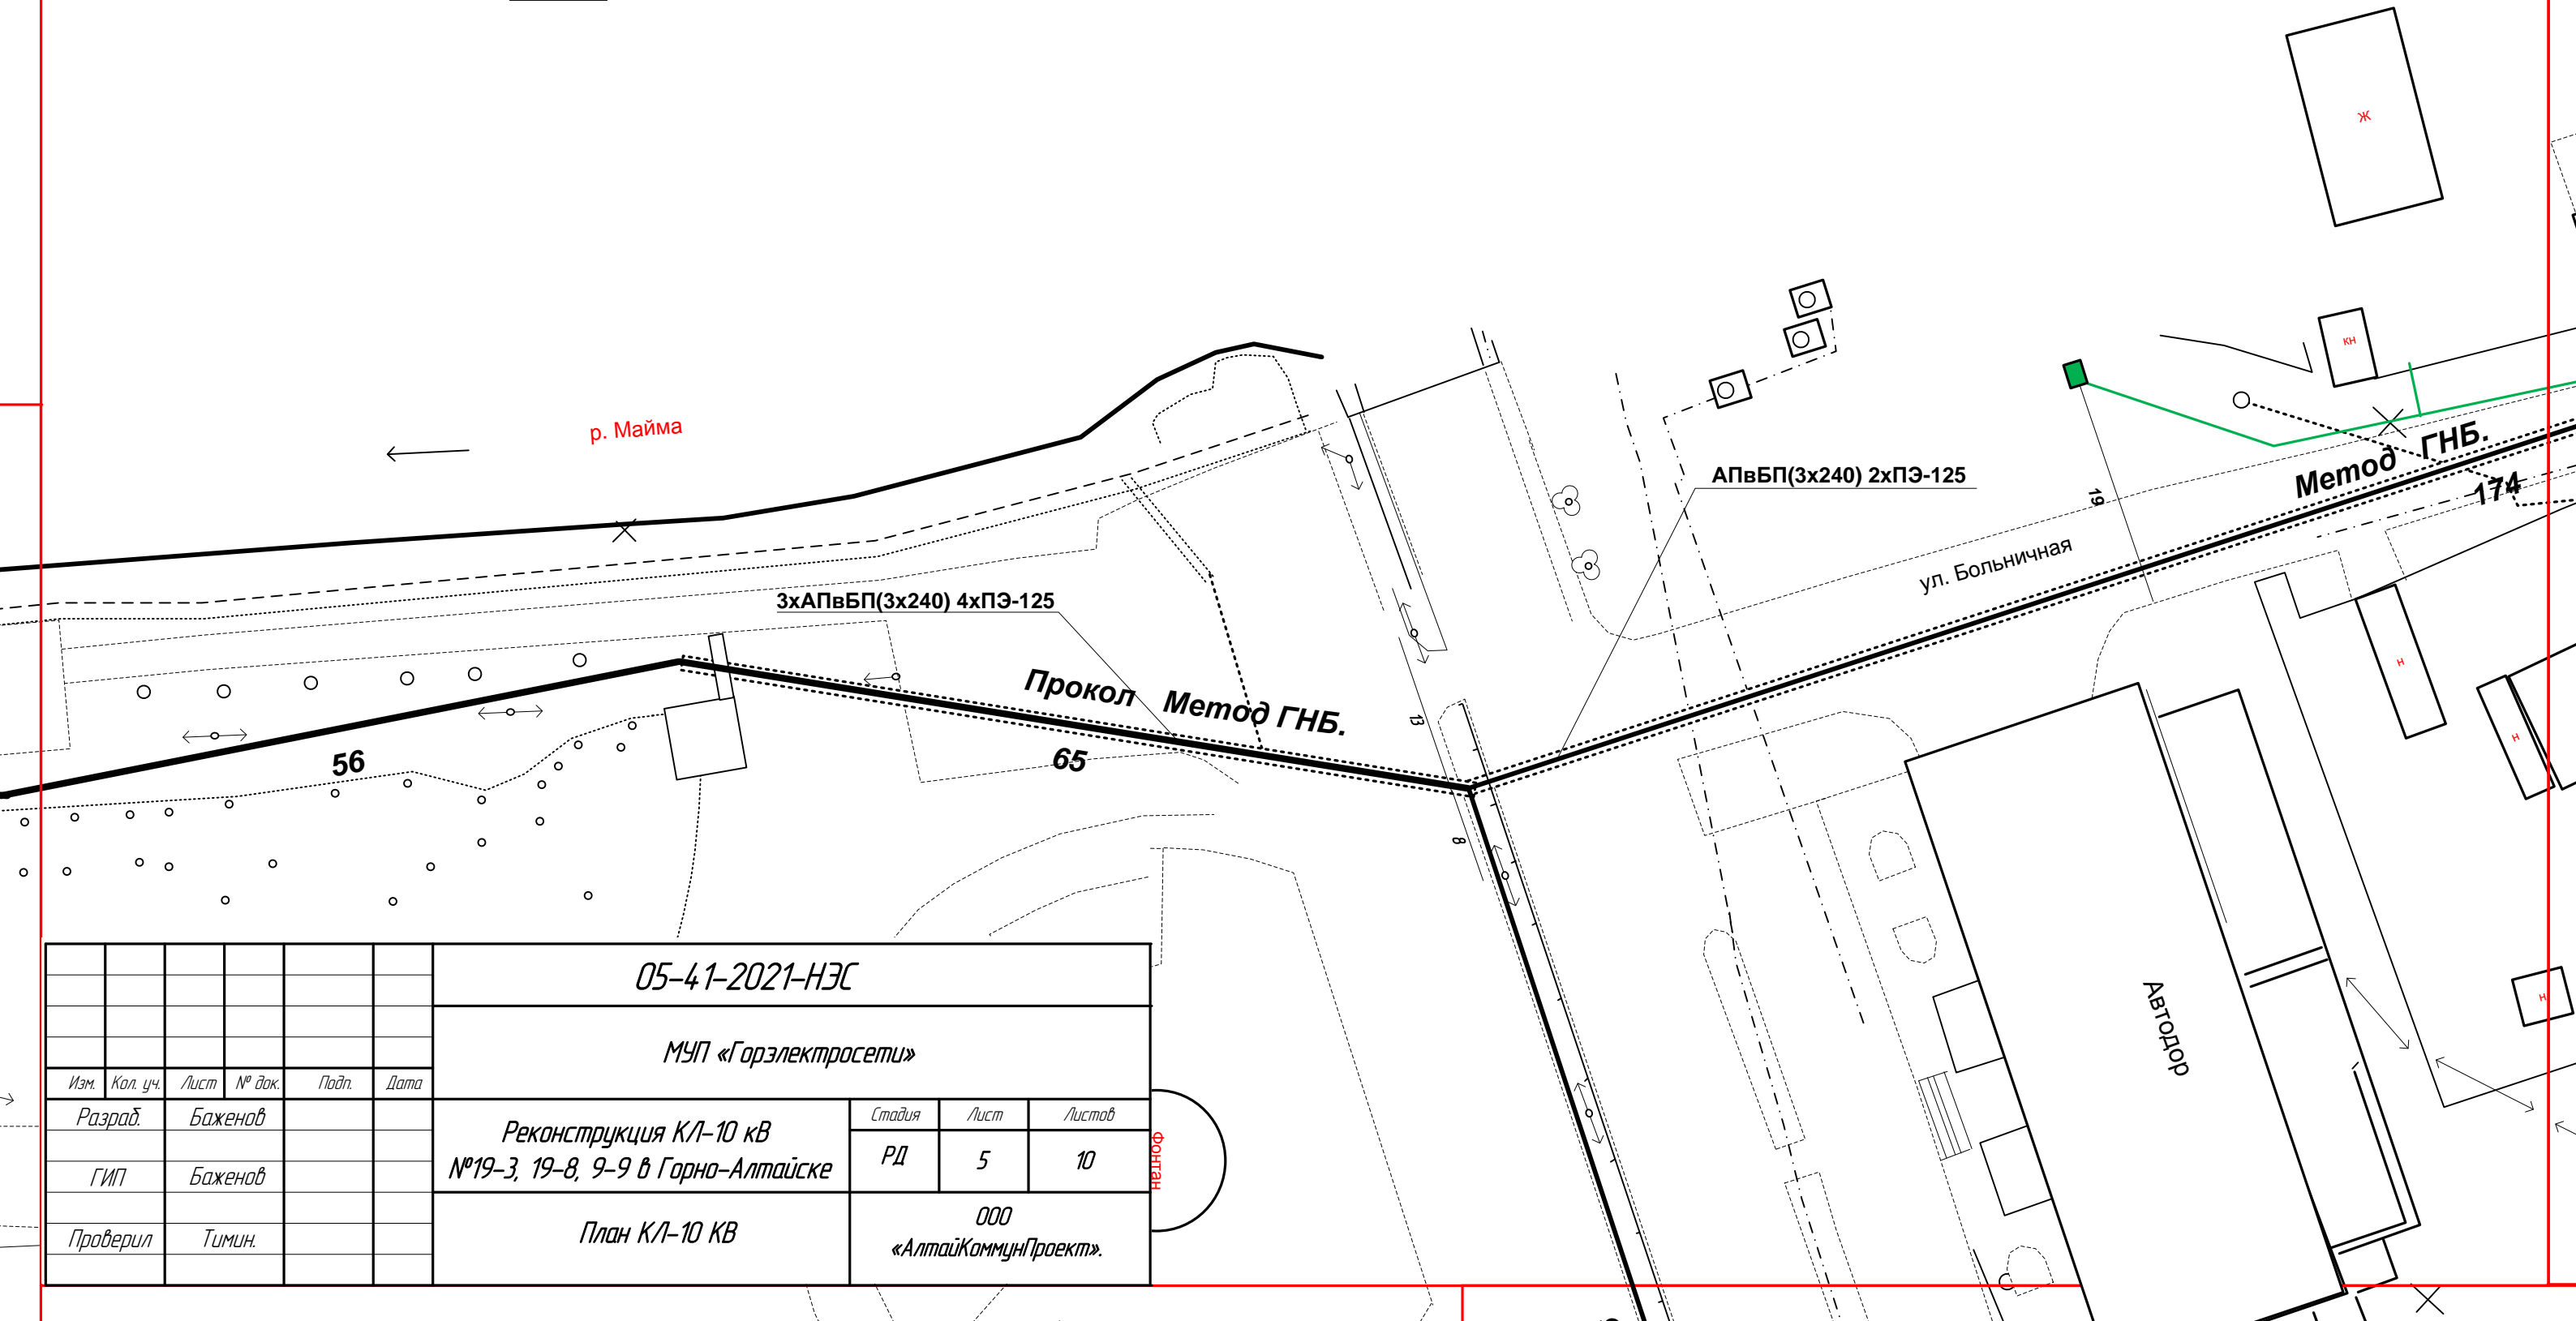 ж
кн
р. Майма
Метод ГНБ.
174
АПвБП(3х240) 2хПЭ-125
19
ул. Больничная
3хАПвБП(3х240) 4хПЭ-125
Прокол Метод ГНБ.
13
56
65
8
н
н
н
Автодор
Фонтан
05-41-2021-НЭС
МУП «Горэлектросети»
Изм. Кол. уч. Лист № док. Подп. Дата
Разраб. Баженов
ГИП Баженов
Проверил Тимин.
Реконструкция КЛ-10 кВ
№19-3, 19-8, 9-9 в Горно-Алтайске
Стадия Лист Листов
РД 5 10
План КЛ-10 КВ
ООО
«АлтайКоммунПроект».